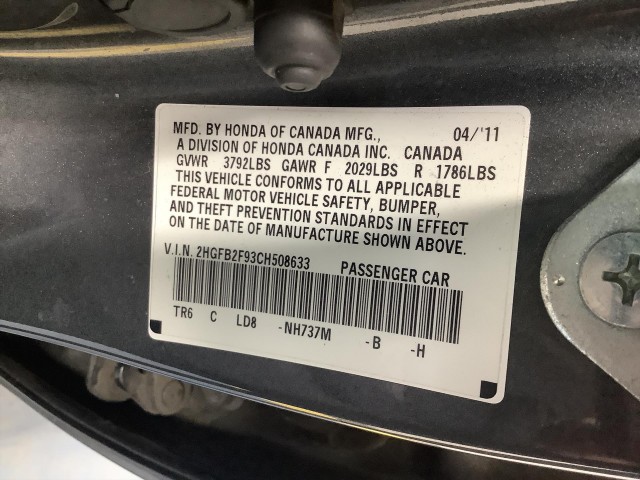 MFD. BY HONDA OF CANADA MFG., 04/'11
A DIVISION OF HONDA CANADA INC. CANADA
GVWR 3792LBS GAWR F 2029LBS R 1786LBS
THIS VEHICLE CONFORMS TO ALL APPLICABLE
FEDERAL MOTOR VEHICLE SAFETY, BUMPER,
AND THEFT PREVENTION STANDARDS IN EFFECT
ON THE DATE OF MANUFACTURE SHOWN ABOVE.
V.I.N. 2HGFB2F93CH508633 PASSENGER CAR
TR6 C LD8 -NH737M -B -H